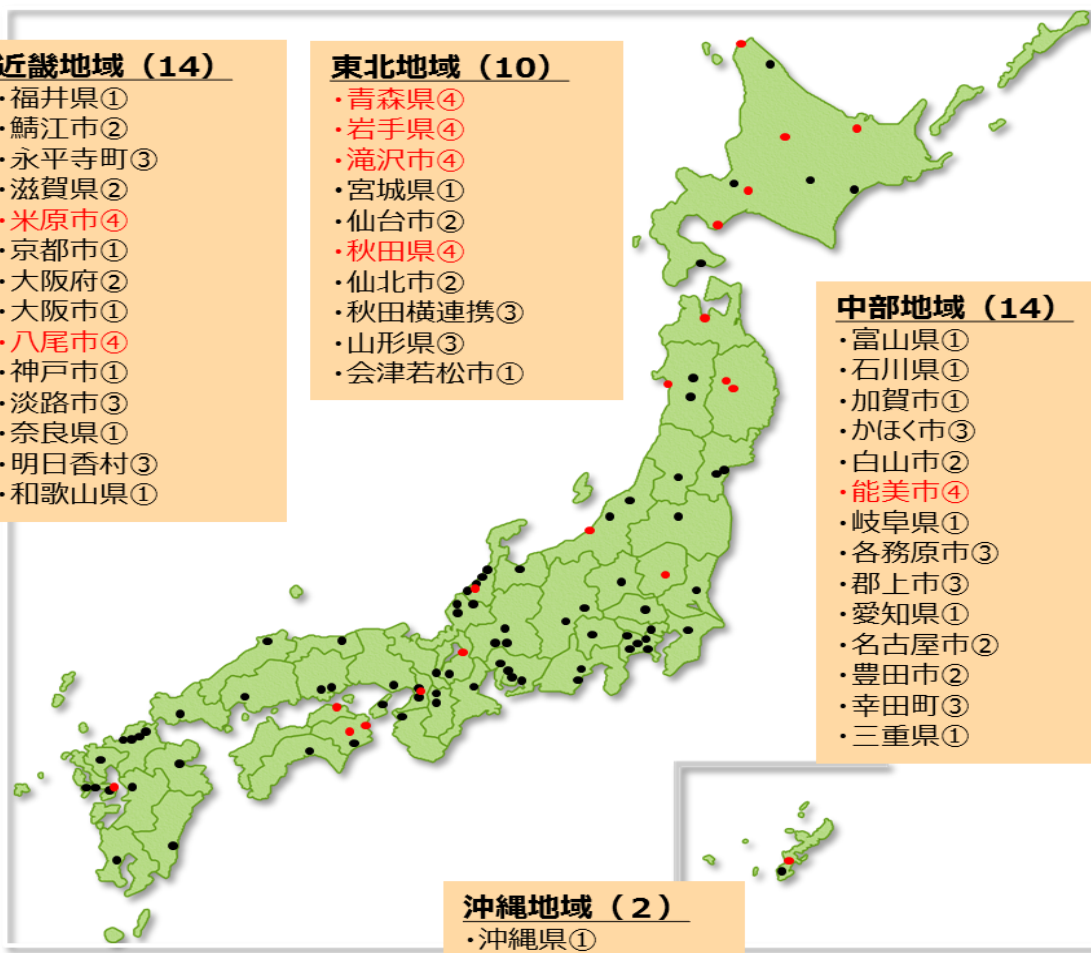 近畿地域（14）
・福井県①
・鯖江市②
・永平寺町③
・滋賀県②
・米原市④
・京都市①
・大阪府②
・大阪市①
・八尾市④
・神戸市①
・淡路市③
・奈良県①
・明日香村③
・和歌山県①
東北地域（10）
・青森県④
・岩手県④
・滝沢市④
・宮城県①
・仙台市②
・秋田県④
・仙北市②
・秋田横連携③
・山形県③
・会津若松市①
中部地域（14）
・富山県①
・石川県①
・加賀市①
・かほく市③
・白山市②
・能美市④
・岐阜県①
・各務原市③
・郡上市③
・愛知県①
・名古屋市②
・豊田市②
・幸田町③
・三重県①
沖縄地域（2）
・沖縄県①